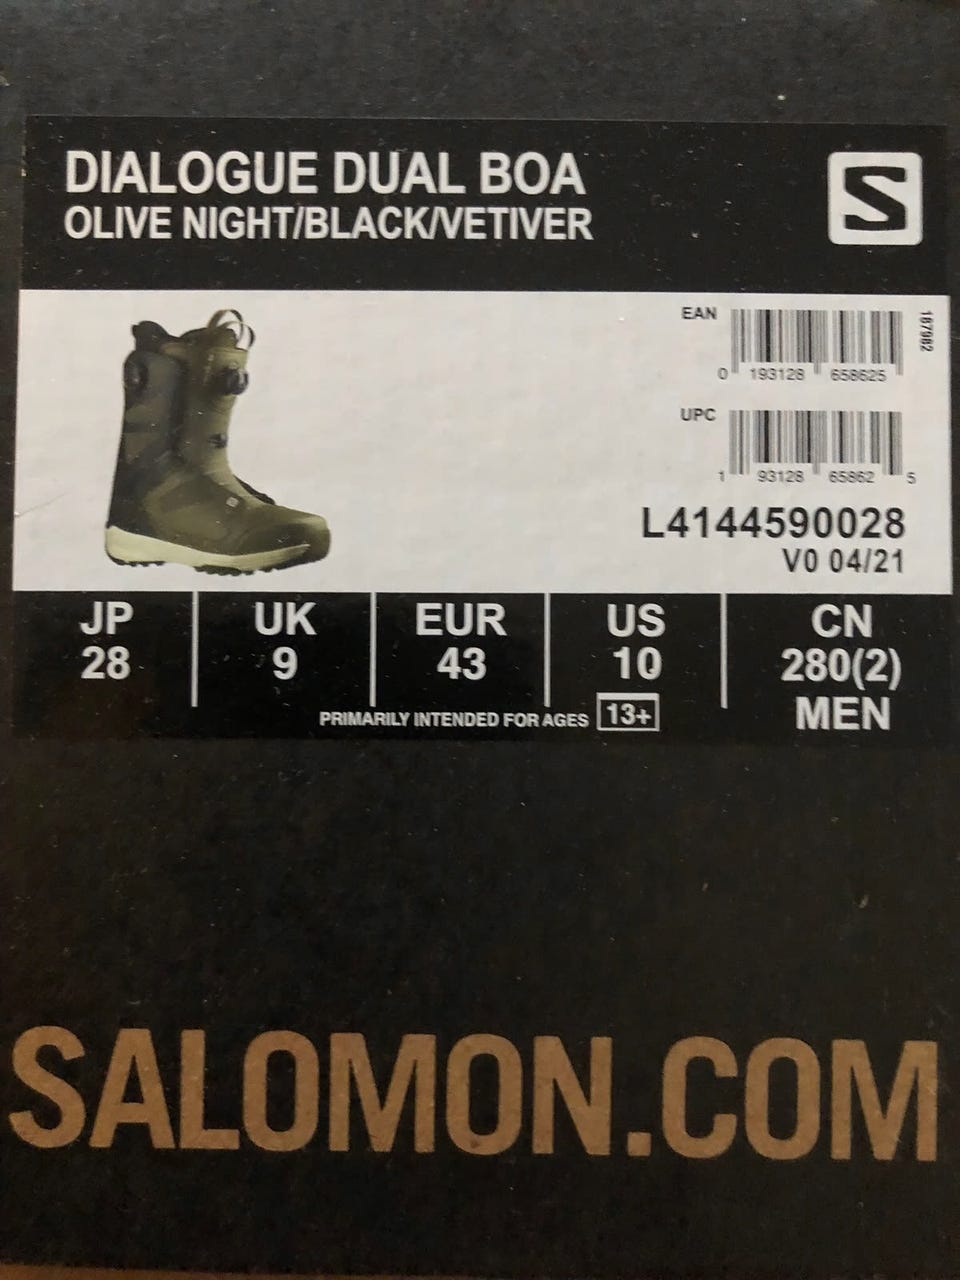 DIALOGUE DUAL BOA
OLIVE NIGHT/BLACK/VETIVER
S
EAN
0 193128 658625
187982
UPC
1 93128 65862 5
L4144590028
V0 04/21
JP UK EUR US CN
28 9 43 10 280(2)
PRIMARILY INTENDED FOR AGES 13+ MEN
SALOMON.COM